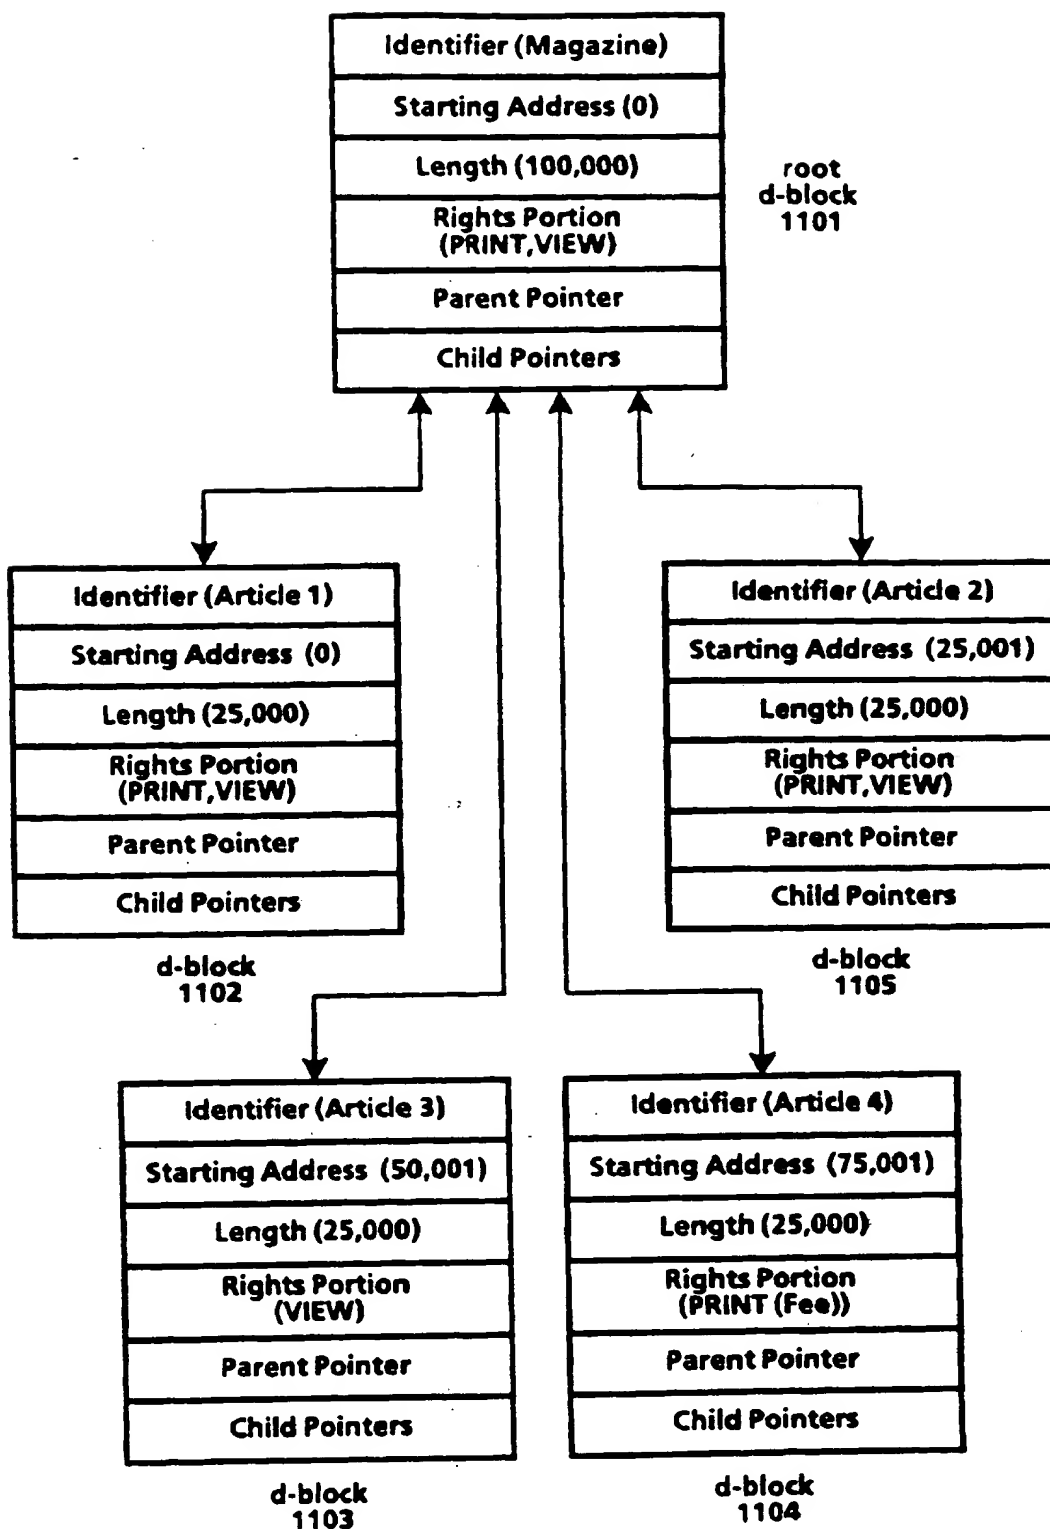 Identifier (Magazine)
Starting Address (0)
Length (100,000)
Rights Portion
(PRINT,VIEW)
Parent Pointer
Child Pointers
root
d-block
1101
Identifier (Article 1)
Starting Address (0)
Length (25,000)
Rights Portion
(PRINT,VIEW)
Parent Pointer
Child Pointers
d-block
1102
Identifier (Article 2)
Starting Address (25,001)
Length (25,000)
Rights Portion
(PRINT,VIEW)
Parent Pointer
Child Pointers
d-block
1105
Identifier (Article 3)
Starting Address (50,001)
Length (25,000)
Rights Portion
(VIEW)
Parent Pointer
Child Pointers
d-block
1103
Identifier (Article 4)
Starting Address (75,001)
Length (25,000)
Rights Portion
(PRINT (Fee))
Parent Pointer
Child Pointers
d-block
1104